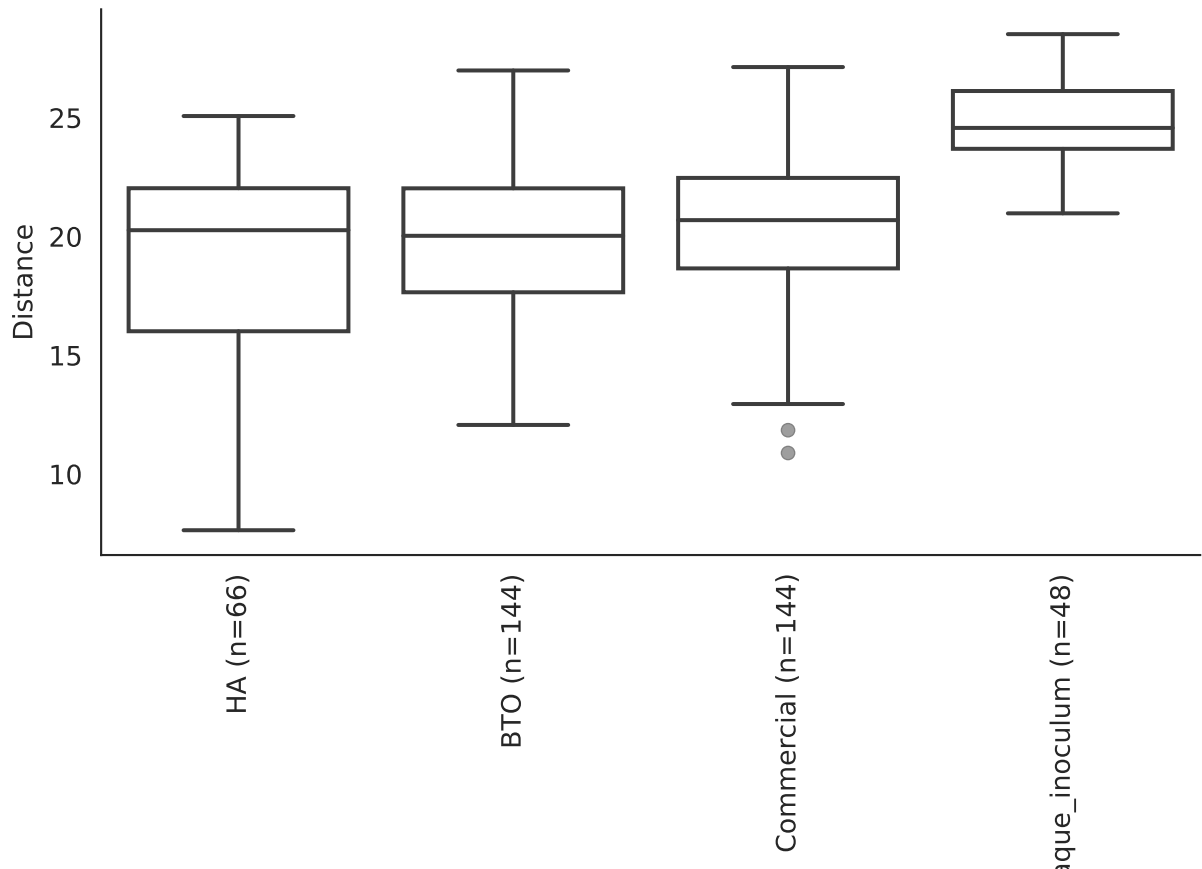 Distance
25
20
15
10
HA (n=66)
BTO (n=144)
Commercial (n=144)
aque_inoculum (n=48)